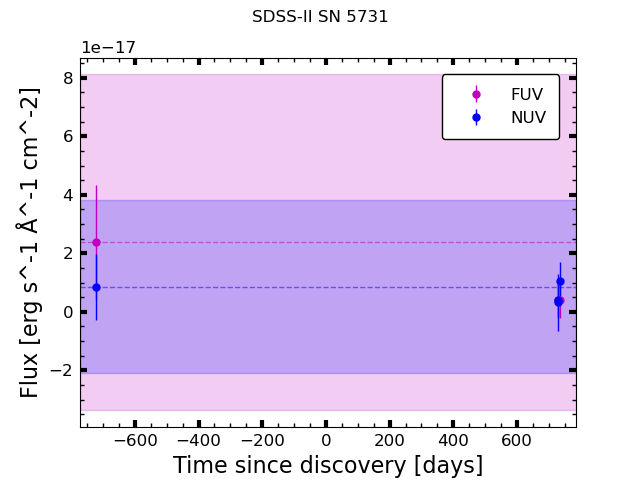 SDSS-II SN 5731
1e−17
8
6
4
2
0
−2
FUV
NUV
Flux [erg s^-1 Å^-1 cm^-2]
−600 −400 −200 0 200 400 600
Time since discovery [days]